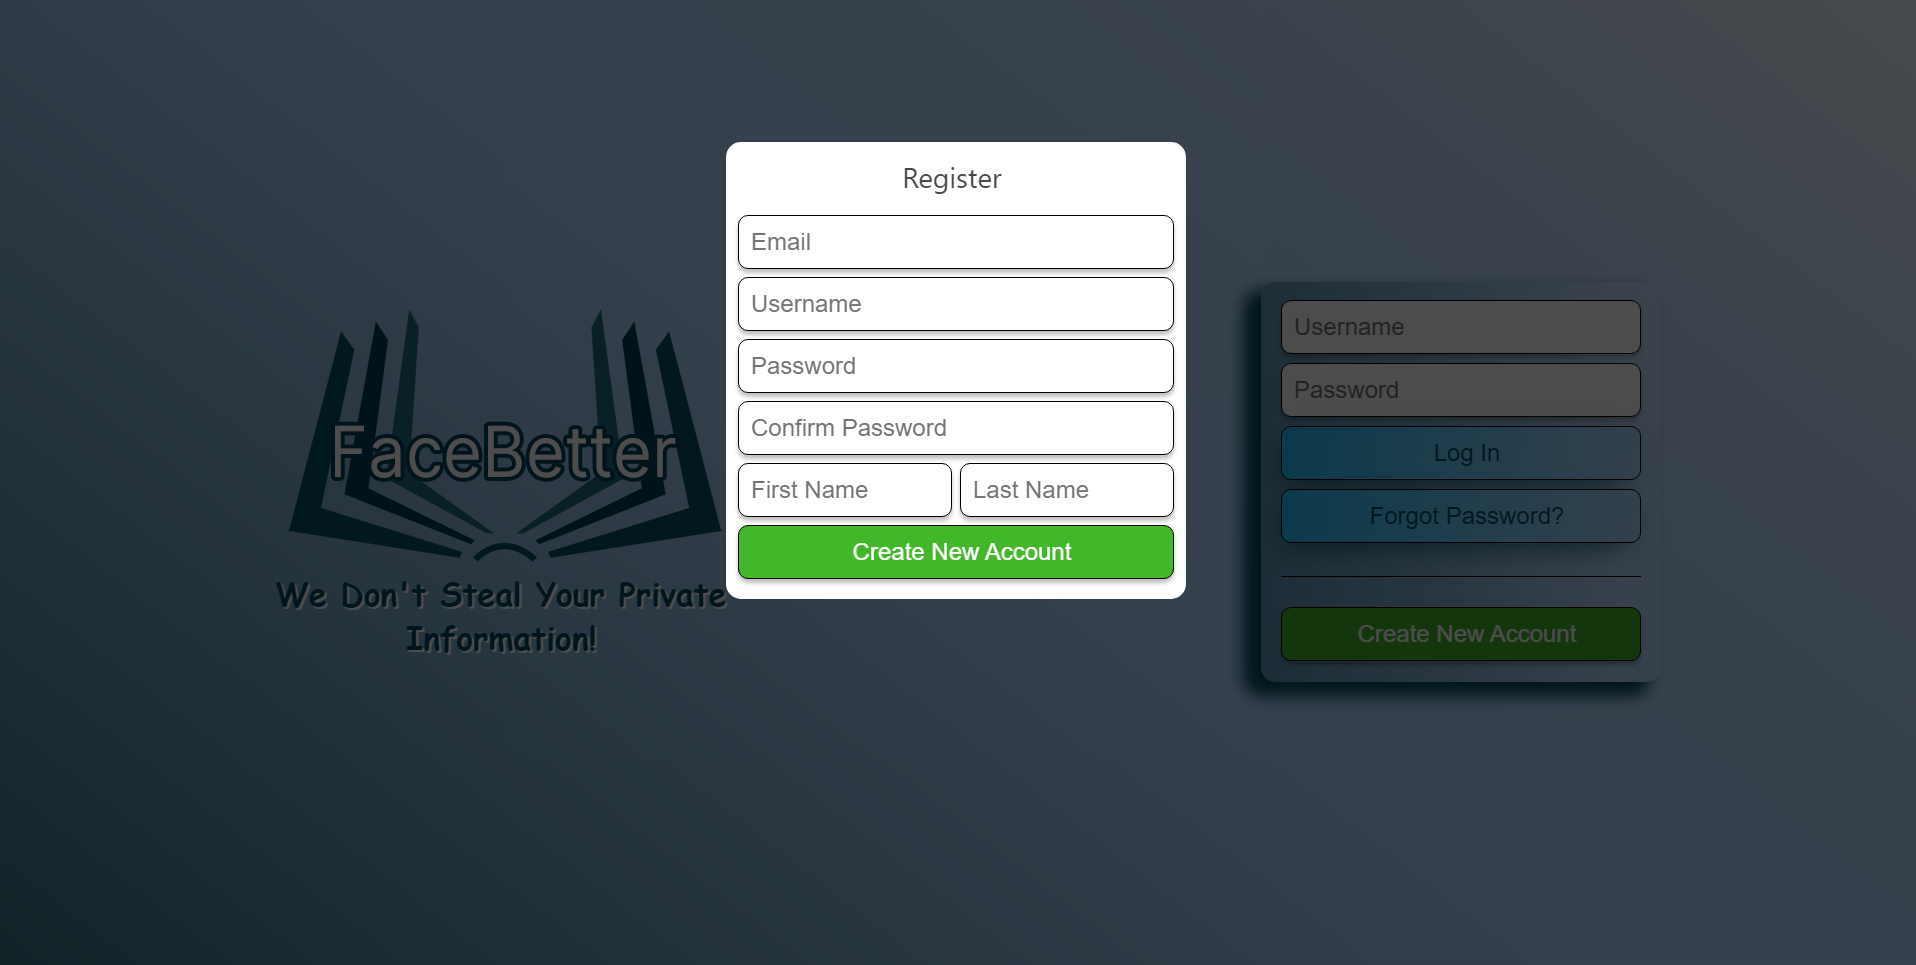 Register
Email
Username
Password
Confirm Password
First Name
Last Name
Create New Account
FaceBetter
We Don't Steal Your Private
Information!
Username
Password
Log In
Forgot Password?
Create New Account